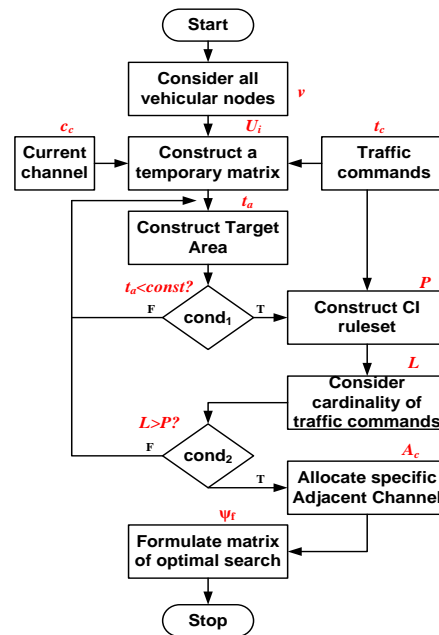 Start
Consider all
vehicular nodes
v
c_c
U_i
t_c
Current
channel
Construct a
temporary matrix
Traffic
commands
t_a
Construct Target
Area
t_a<const?
P
F
cond_1
T
Construct CI
ruleset
L
Consider
cardinality of
traffic commands
L>P?
F
cond_2
T
A_c
Allocate specific
Adjacent Channel
ψ_f
Formulate matrix
of optimal search
Stop